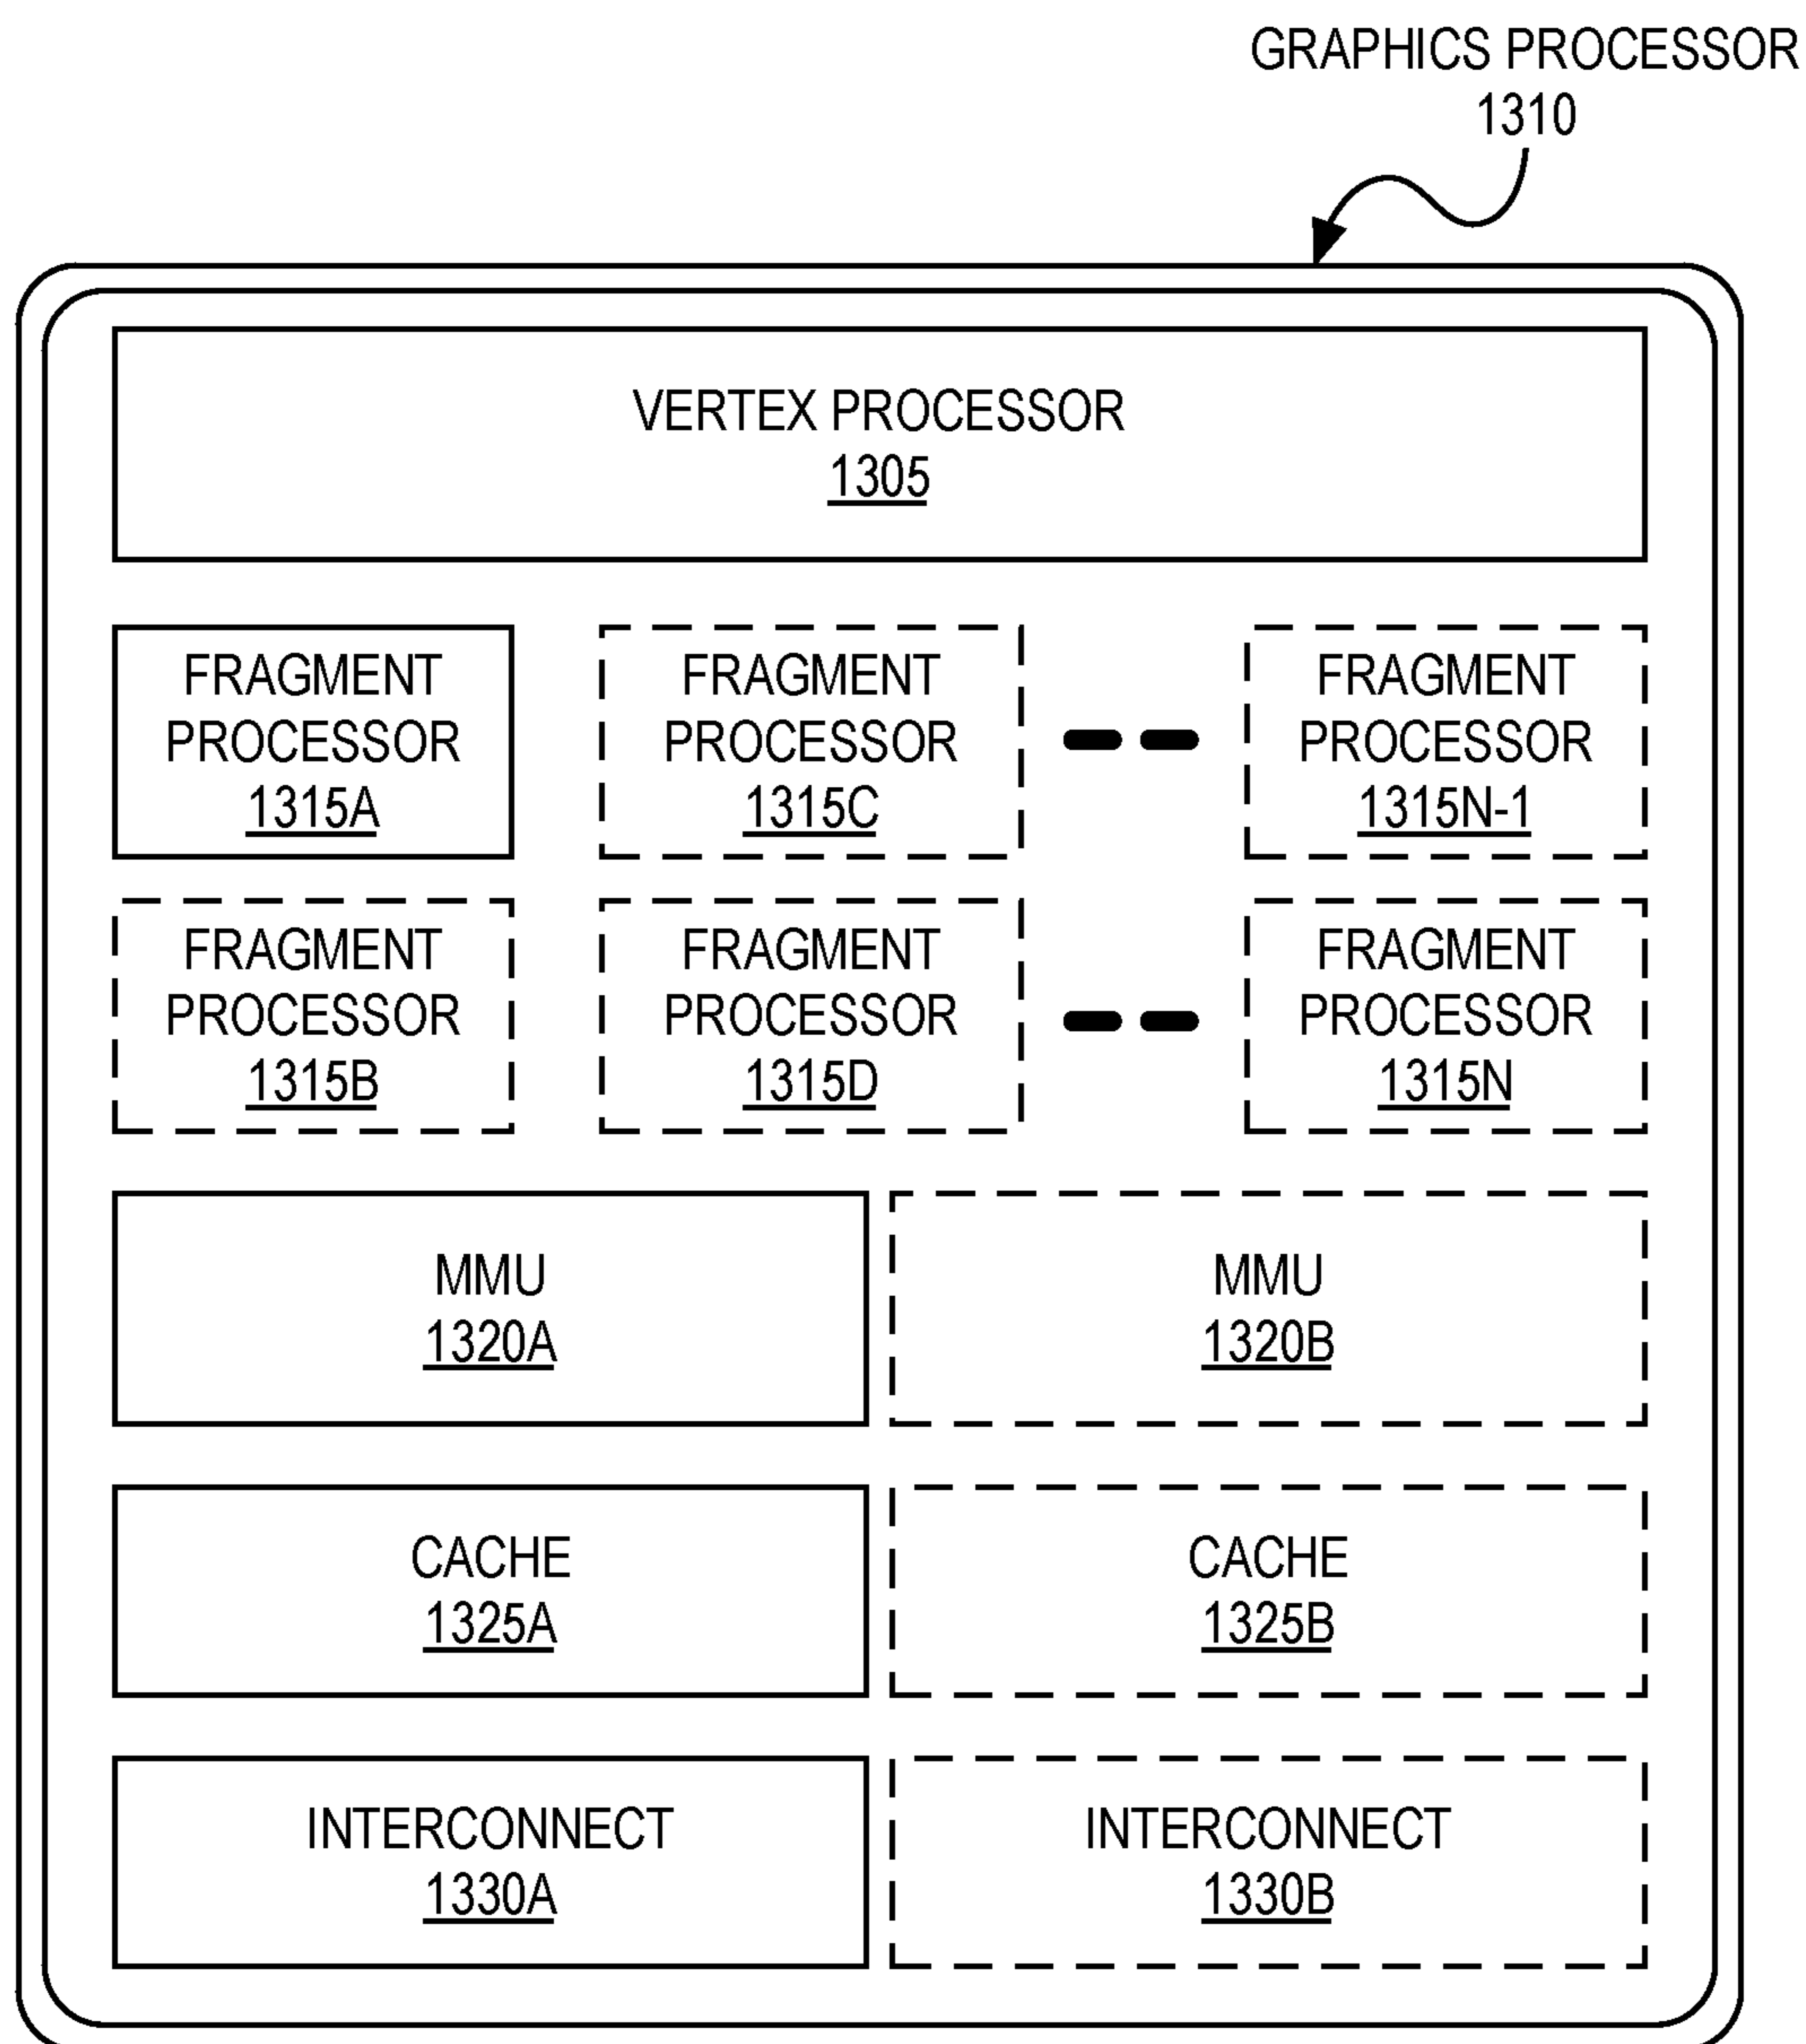 GRAPHICS PROCESSOR
1310
VERTEX PROCESSOR
1305
FRAGMENT
PROCESSOR
1315A
FRAGMENT
PROCESSOR
1315C
FRAGMENT
PROCESSOR
1315N-1
FRAGMENT
PROCESSOR
1315B
FRAGMENT
PROCESSOR
1315D
FRAGMENT
PROCESSOR
1315N
MMU
1320A
MMU
1320B
CACHE
1325A
CACHE
1325B
INTERCONNECT
1330A
INTERCONNECT
1330B